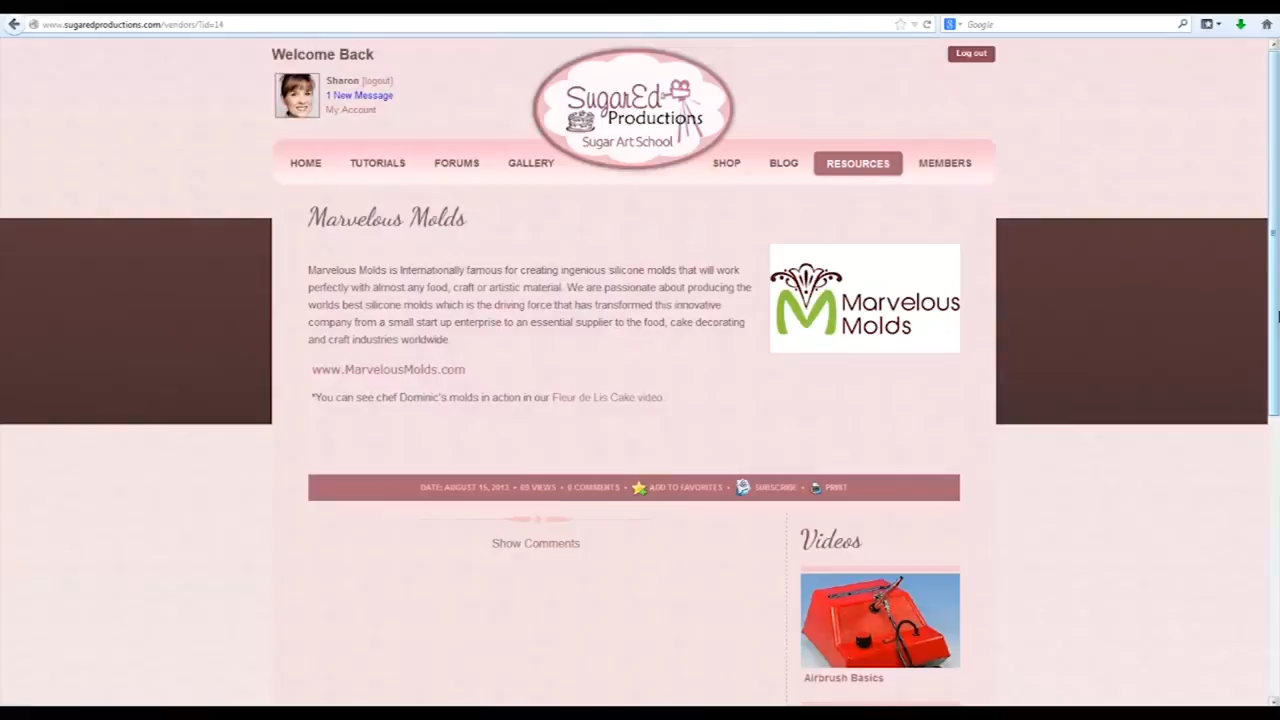 www.sugaredproductions.com/vendors/?id=14
Google
Welcome Back
Log out
Sharon [logout]
1 New Message
My Account
SugarEd
Productions
Sugar Art School
HOME TUTORIALS FORUMS GALLERY SHOP BLOG RESOURCES MEMBERS
Marvelous Molds
Marvelous Molds is Internationally famous for creating ingenious silicone molds that will work
perfectly with almost any food, craft or artistic material. We are passionate about producing the
worlds best silicone molds which is the driving force that has transformed this innovative
company from a small start up enterprise to an essential supplier to the food, cake decorating
and craft industries worldwide.
Marvelous
Molds
www.MarvelousMolds.com
*You can see chef Dominic's molds in action in our Fleur de Lis Cake video.
DATE: AUGUST 15, 2013 • 69 VIEWS • 0 COMMENTS • ADD TO FAVORITES • SUBSCRIBE • PRINT
Show Comments
Videos
Airbrush Basics